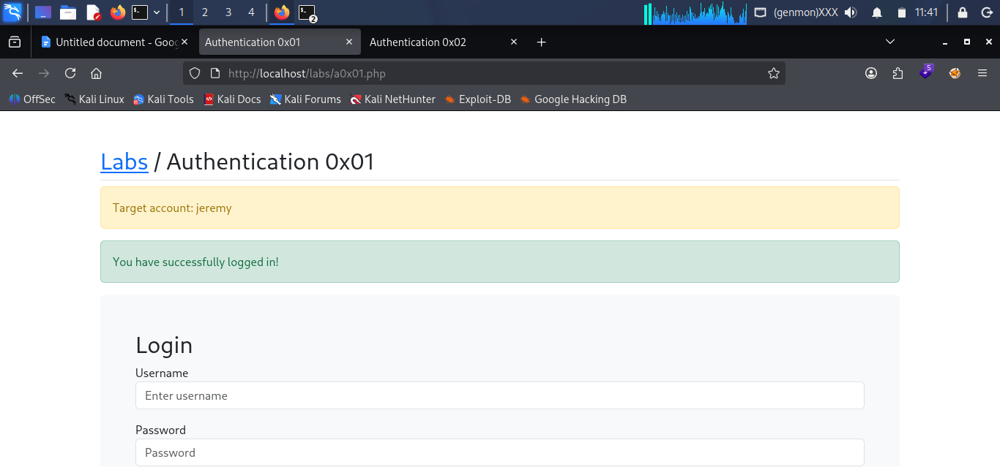 1 2 3 4 2 (genmon)XXX 11:41
Untitled document - Goog Authentication 0x01 Authentication 0x02
http://localhost/labs/a0x01.php 5
OffSec Kali Linux Kali Tools Kali Docs Kali Forums Kali NetHunter Exploit-DB Google Hacking DB
Labs / Authentication 0x01
Target account: jeremy
You have successfully logged in!
Login
Username
Enter username
Password
Password